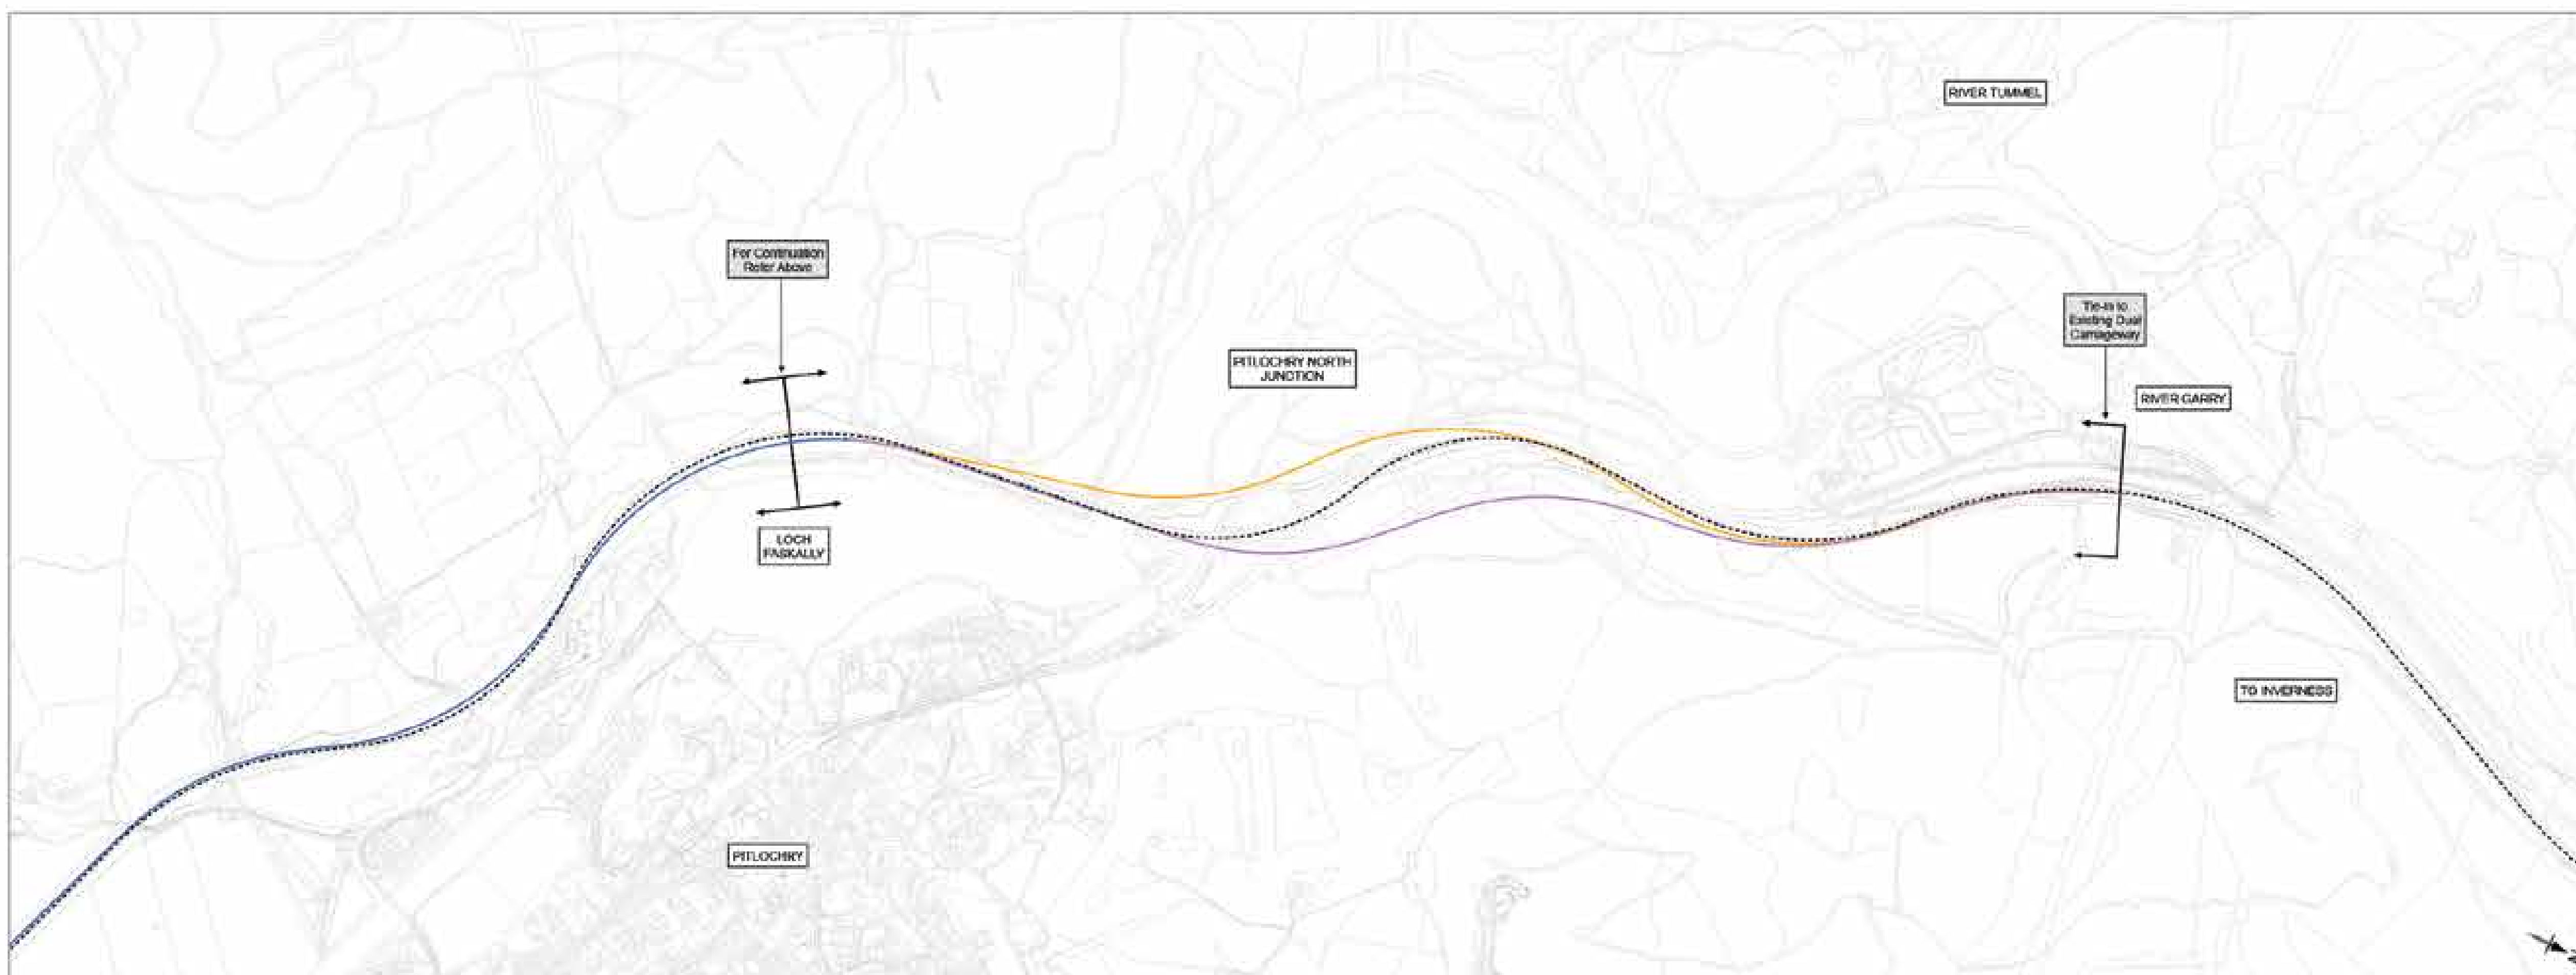 RIVER TUMMEL
For Continuation
Refer Above
Tie-in to
Existing Dual
Carriageway
PITLOCHRY NORTH
JUNCTION
RIVER GARRY
LOCH
FASKALLY
TO INVERNESS
PITLOCHRY